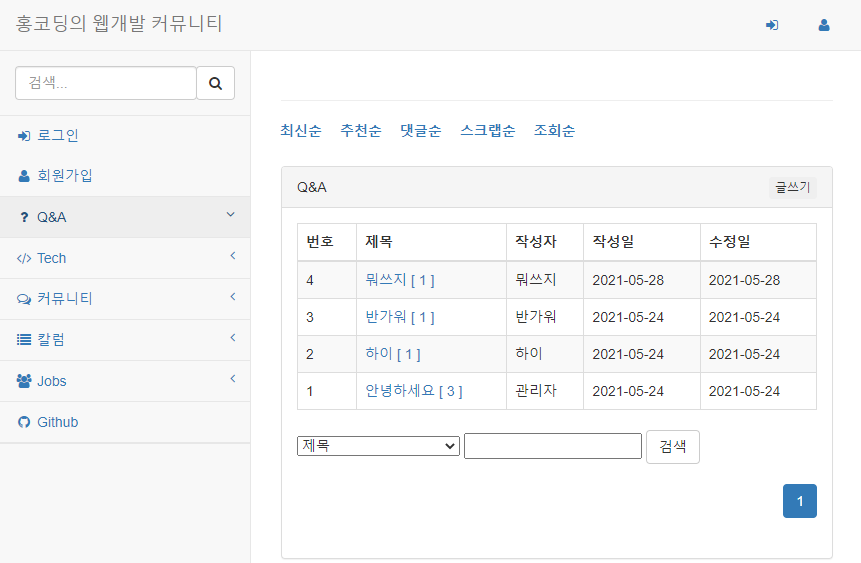 홍코딩의 웹개발 커뮤니티
검색...
로그인
회원가입
Q&A
Tech
커뮤니티
칼럼
Jobs
Github
최신순 추천순 댓글순 스크랩순 조회순
Q&A 글쓰기
번호 제목 작성자 작성일 수정일
4 뭐쓰지 [ 1 ] 뭐쓰지 2021-05-28 2021-05-28
3 반가워 [ 1 ] 반가워 2021-05-24 2021-05-24
2 하이 [ 1 ] 하이 2021-05-24 2021-05-24
1 안녕하세요 [ 3 ] 관리자 2021-05-24 2021-05-24
제목 검색
1